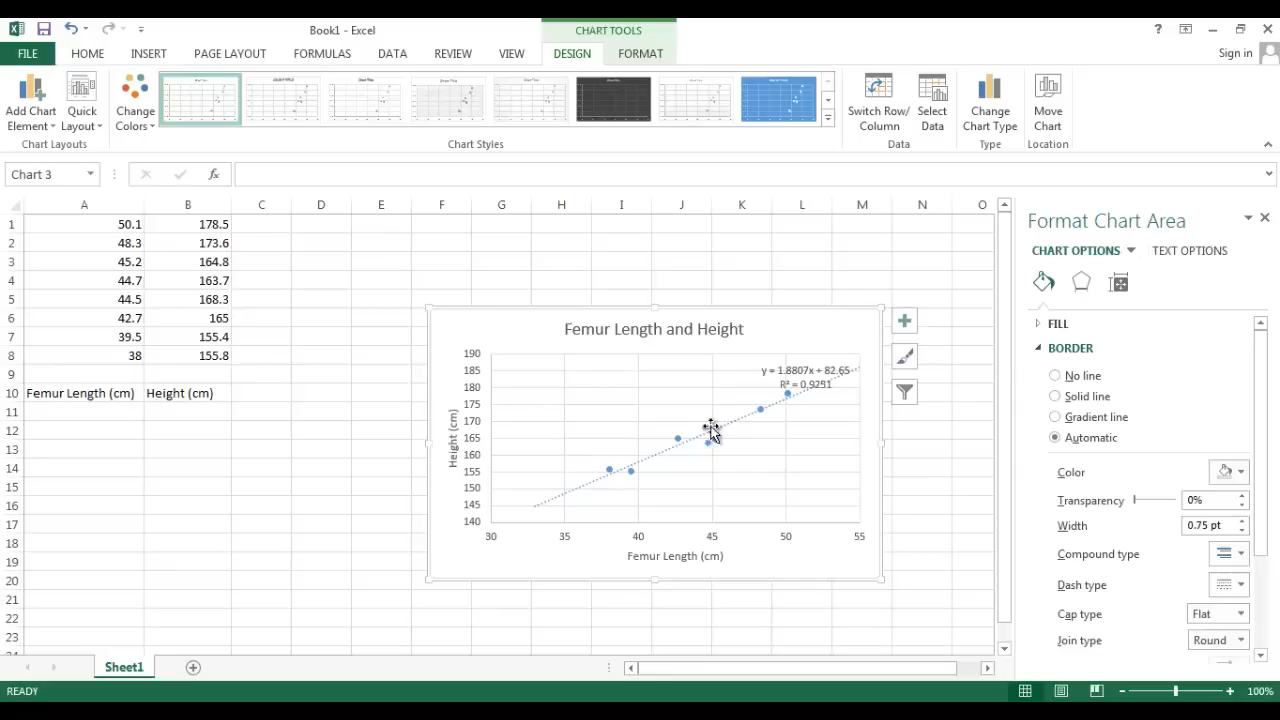 Book1 - Excel
CHART TOOLS
?
FILE HOME INSERT PAGE LAYOUT FORMULAS DATA REVIEW VIEW DESIGN FORMAT Sign in
Add Chart Element
Quick Layout
Change Colors
Switch Row/ Column
Select Data
Change Chart Type
Move Chart
Chart Layouts Chart Styles Data Type Location
Chart 3 fx
A B C D E F G H I J K L M N O
1 50.1 178.5
2 48.3 173.6
3 45.2 164.8
4 44.7 163.7
5 44.5 168.3
6 42.7 165
7 39.5 155.4
8 38 155.8
9
10 Femur Length (cm) Height (cm)
11
12
13
14
15
16
17
18
19
20
21
22
23
Femur Length and Height
y = 1.8807x + 82.65
R² = 0.9251
Height (cm)
190
185
180
175
170
165
160
155
150
145
140
30 35 40 45 50 55
Femur Length (cm)
Format Chart Area
CHART OPTIONS TEXT OPTIONS
FILL
BORDER
No line
Solid line
Gradient line
Automatic
Color
Transparency 0%
Width 0.75 pt
Compound type
Dash type
Cap type Flat
Join type Round
Sheet1
READY 100%